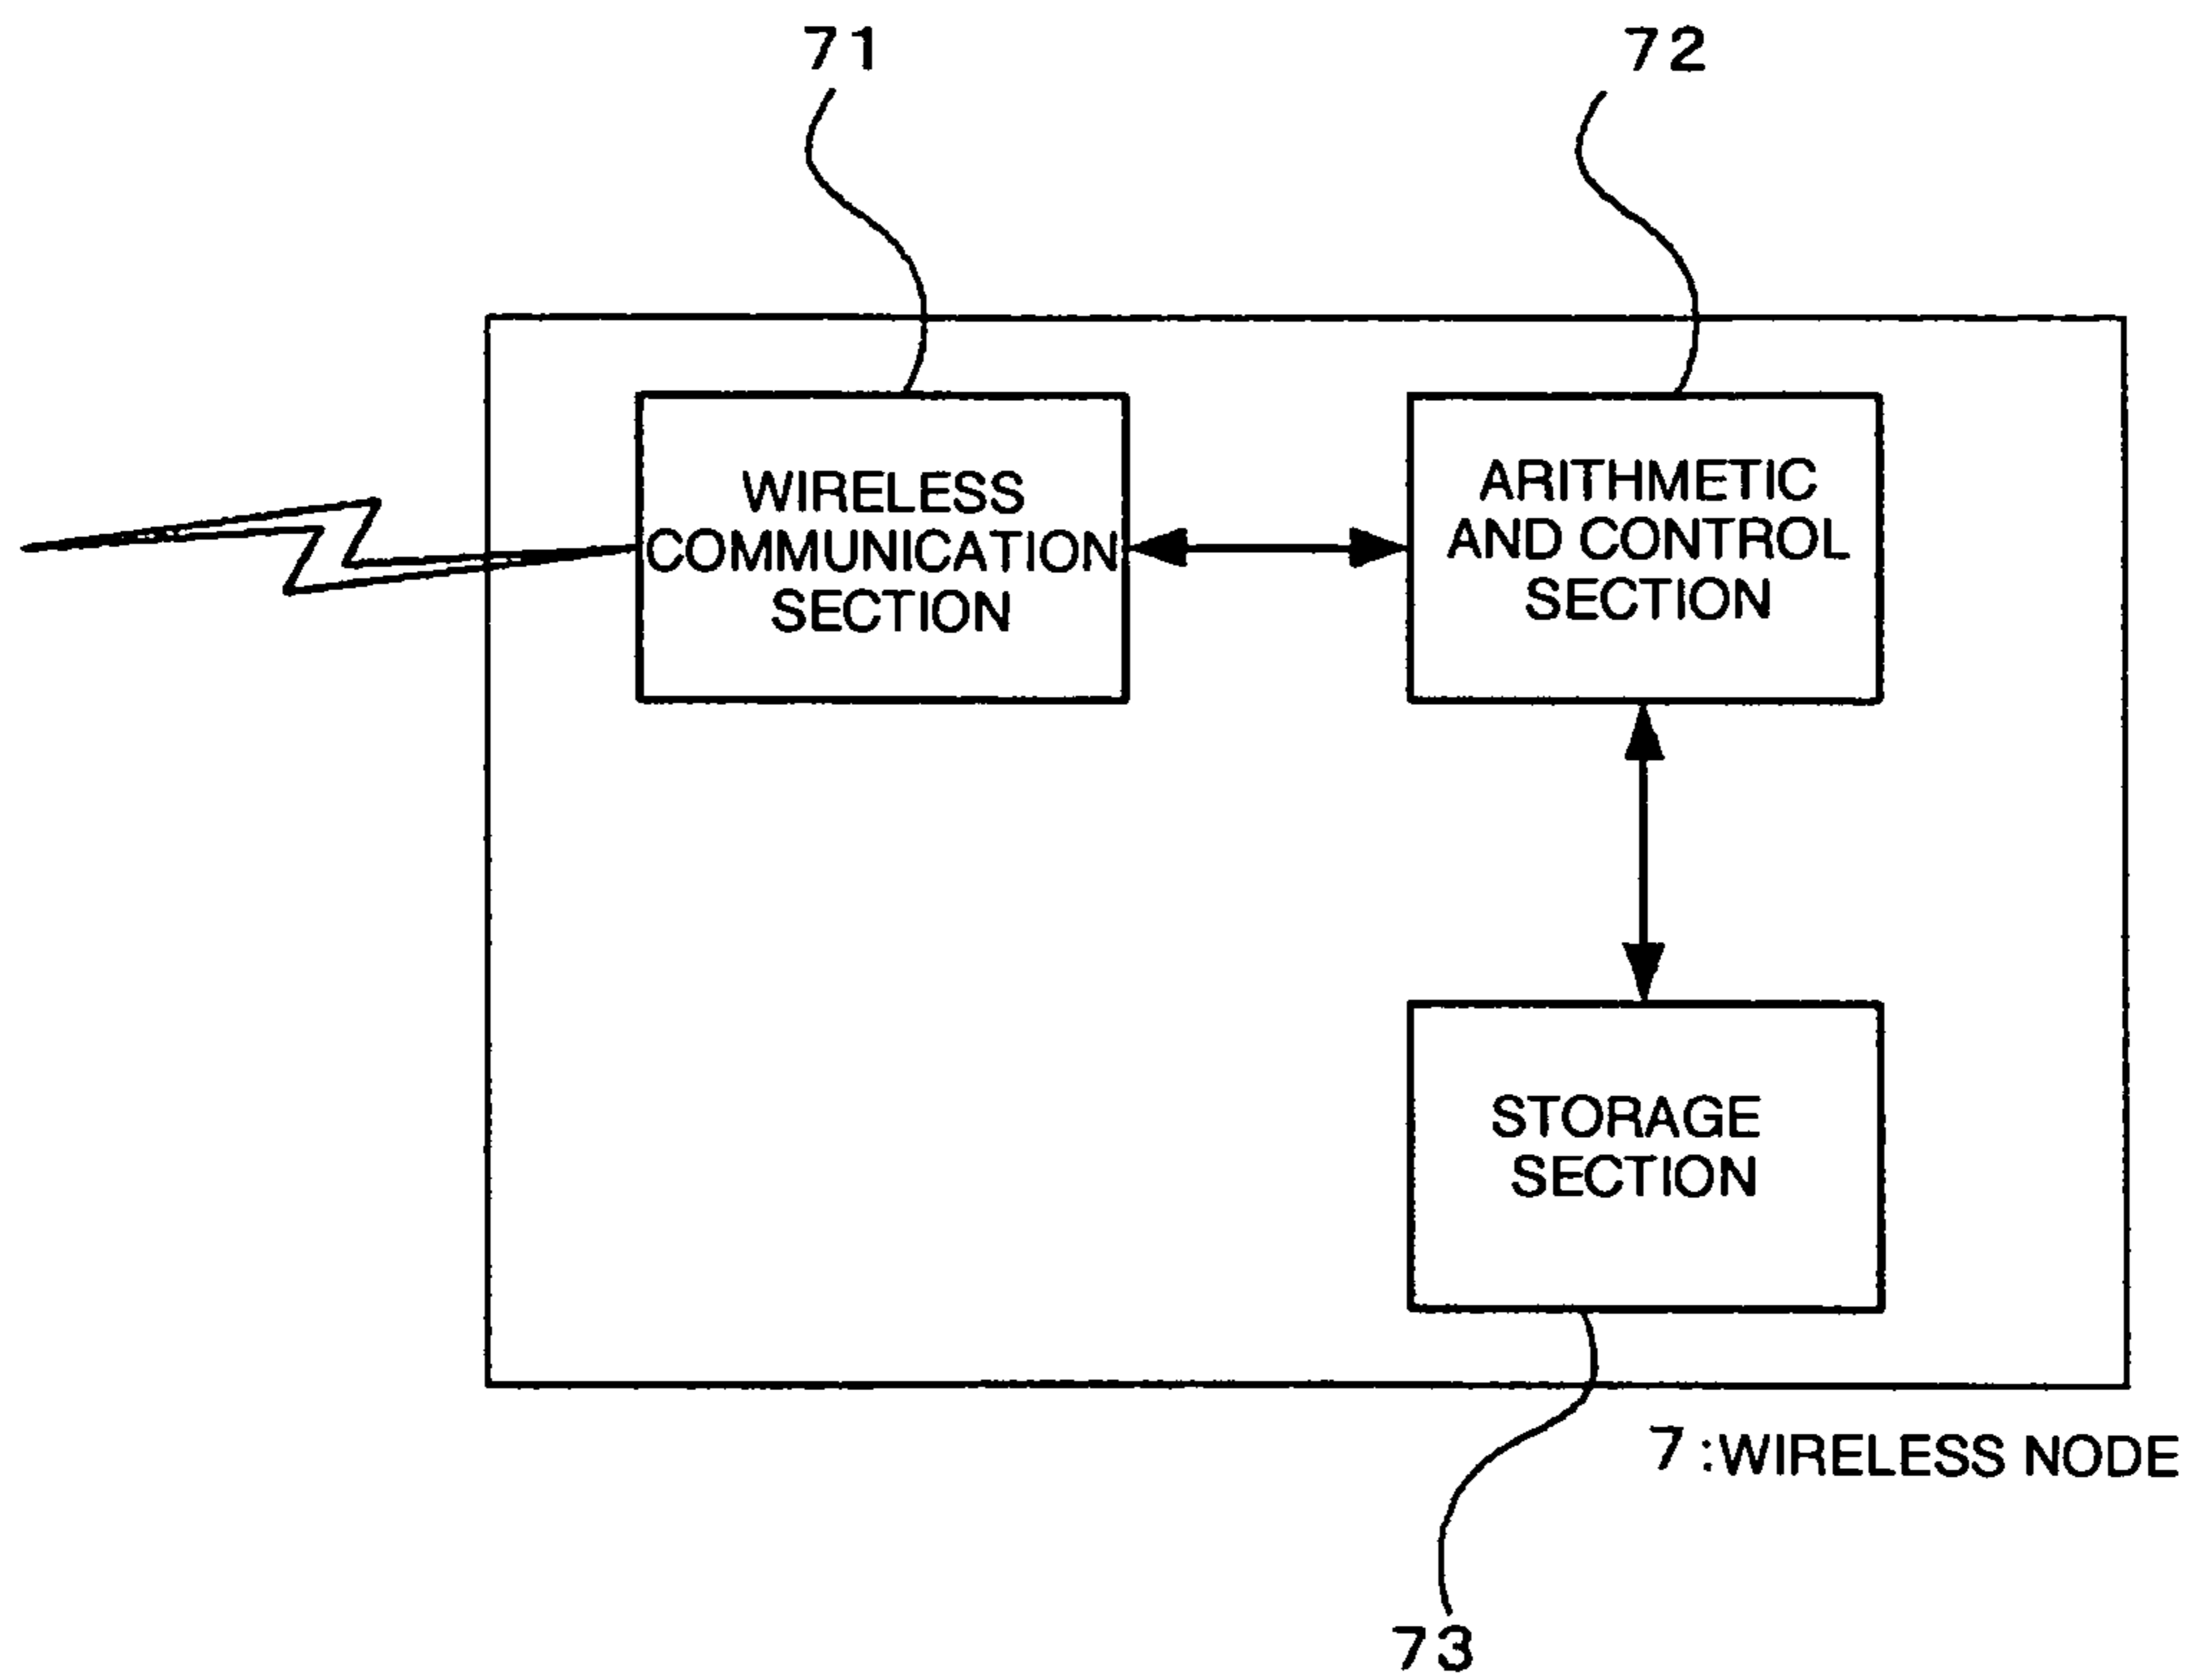 71
72
WIRELESS
COMMUNICATION
SECTION
ARITHMETIC
AND CONTROL
SECTION
STORAGE
SECTION
7:WIRELESS NODE
73